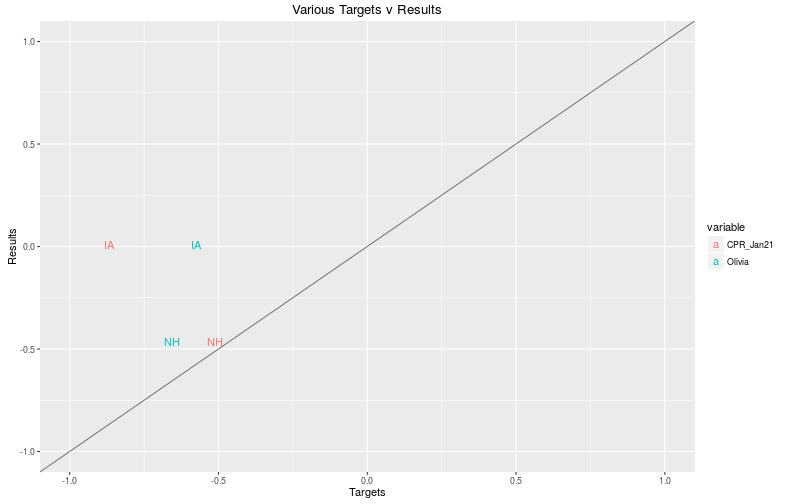 Various Targets v Results
1.0
0.5
0.0
-0.5
-1.0
Results
IA
IA
NH
NH
-1.0 -0.5 0.0 0.5 1.0
Targets
variable
a CPR_Jan21
a Olivia